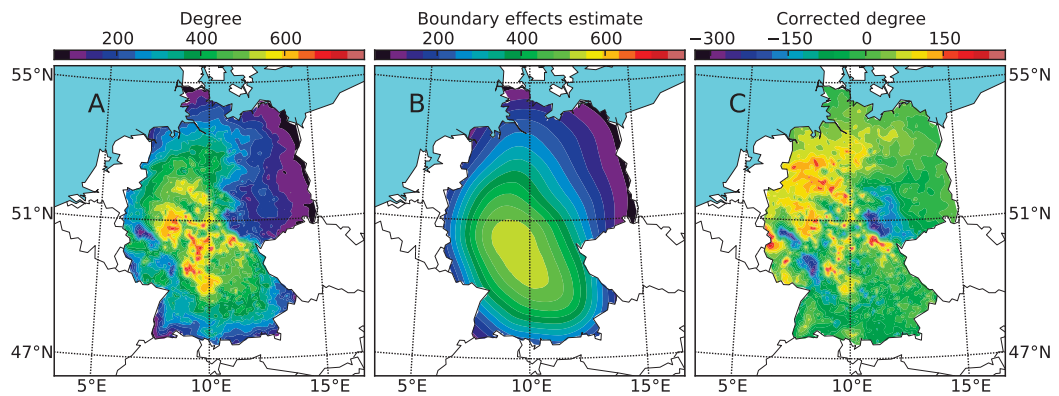 Degree
Boundary effects estimate
Corrected degree
200 400 600
200 400 600
−300 −150 0 150
55°N
A
B
C
55°N
51°N
51°N
47°N
47°N
5°E 10°E 15°E
5°E 10°E 15°E
5°E 10°E 15°E